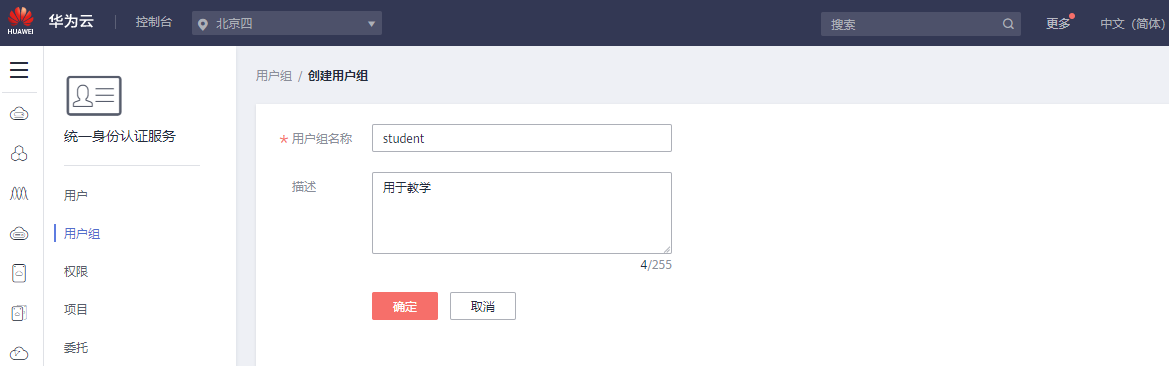 HUAWEI 华为云 控制台 北京四 搜索 更多 中文（简体）
用户组 / 创建用户组
统一身份认证服务
用户
用户组
权限
项目
委托
* 用户组名称 student
描述 用于教学
4/255
确定 取消